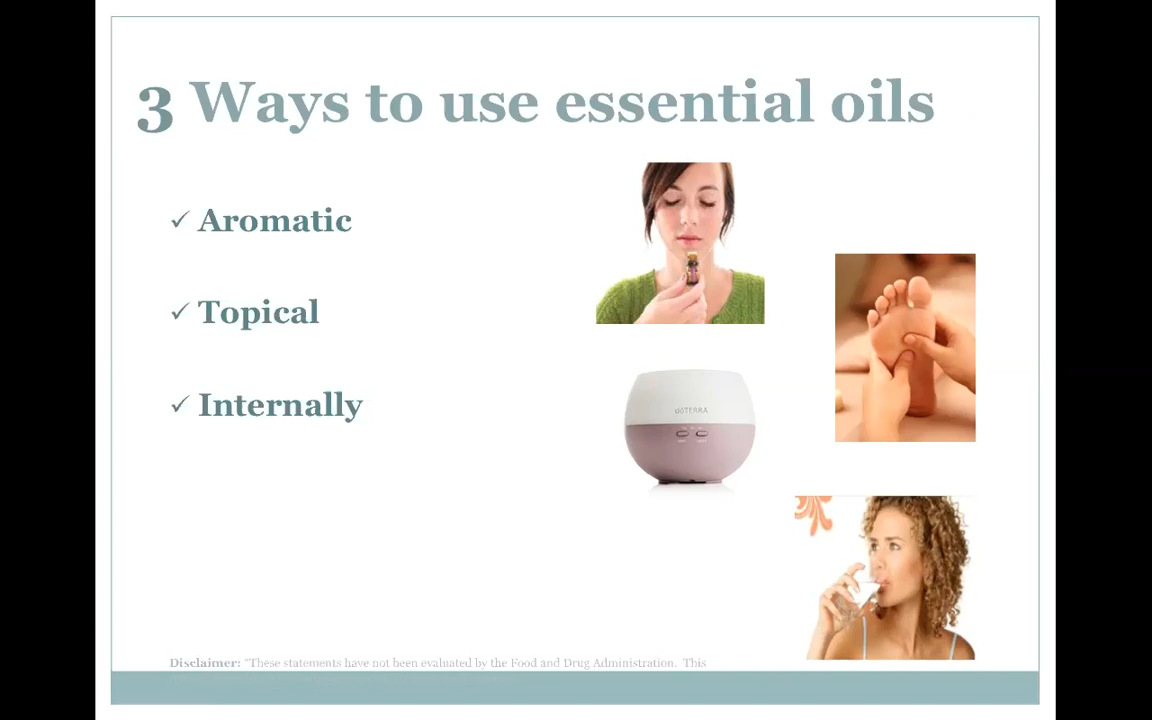 3 Ways to use essential oils
✓ Aromatic
✓ Topical
✓ Internally
dōTERRA
Disclaimer: "These statements have not been evaluated by the Food and Drug Administration. This